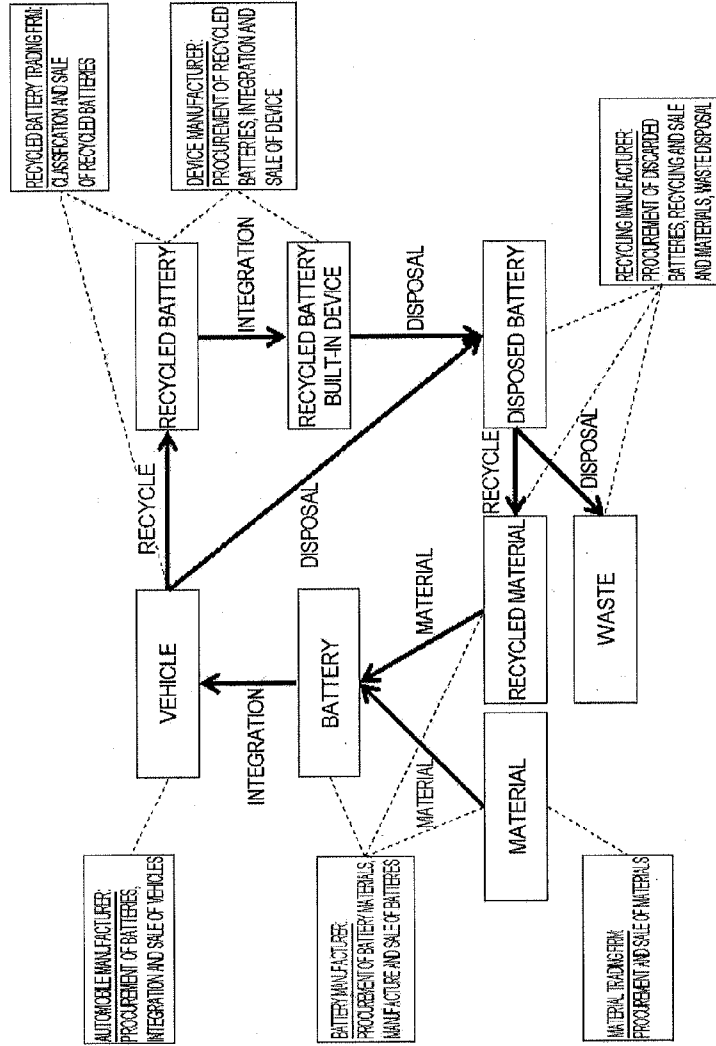 AUTOMOBILE MANUFACTURER:
PROCUREMENT OF BATTERIES,
INTEGRATION AND SALE OF VEHICLES
VEHICLE
RECYCLE
RECYCLED BATTERY
RECYCLED BATTERY TRADING FIRM:
CLASSIFICATION AND SALE
OF RECYCLED BATTERIES
INTEGRATION
DISPOSAL
INTEGRATION
DEVICE MANUFACTURER:
PROCUREMENT OF RECYCLED
BATTERIES, INTEGRATION AND
SALE OF DEVICE
BATTERY MANUFACTURER:
PROCUREMENT OF BATTERY MATERIALS,
MANUFACTURE AND SALE OF BATTERIES
BATTERY
RECYCLED BATTERY
BUILT-IN DEVICE
MATERIAL
MATERIAL
DISPOSAL
MATERIAL
RECYCLED MATERIAL
RECYCLE
DISPOSED BATTERY
MATERIAL TRADING FIRM:
PROCUREMENT AND SALE OF MATERIALS
WASTE
DISPOSAL
RECYCLING MANUFACTURER:
PROCUREMENT OF DISCARDED
BATTERIES, RECYCLING AND SALE
AND MATERIALS, WASTE DISPOSAL